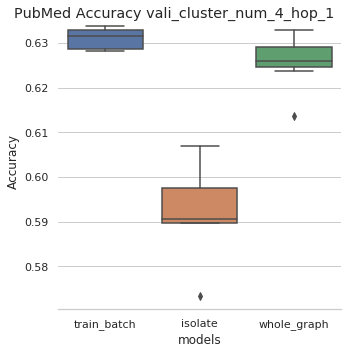 PubMed Accuracy vali_cluster_num_4_hop_1
0.63
0.62
0.61
0.60
0.59
0.58
Accuracy
train_batch isolate whole_graph
models